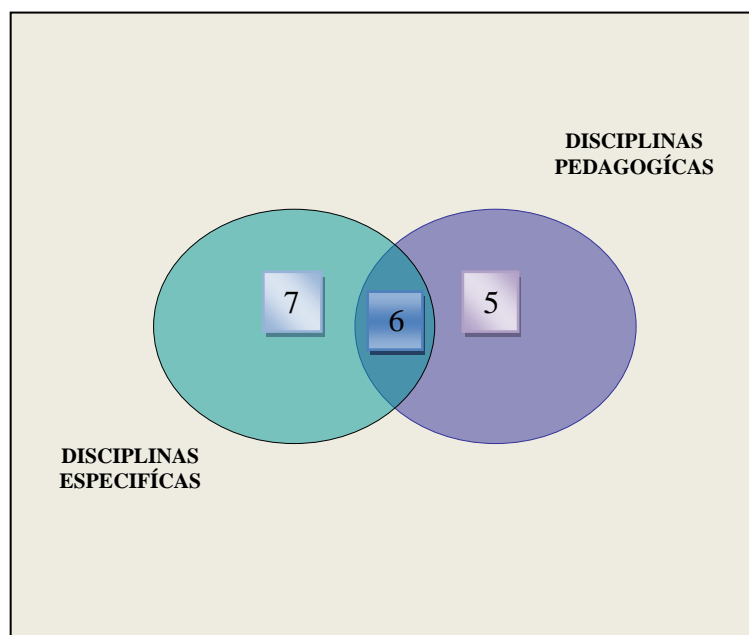 DISCIPLINAS
PEDAGOGÍCAS
7
6
5
DISCIPLINAS
ESPECIFÍCAS